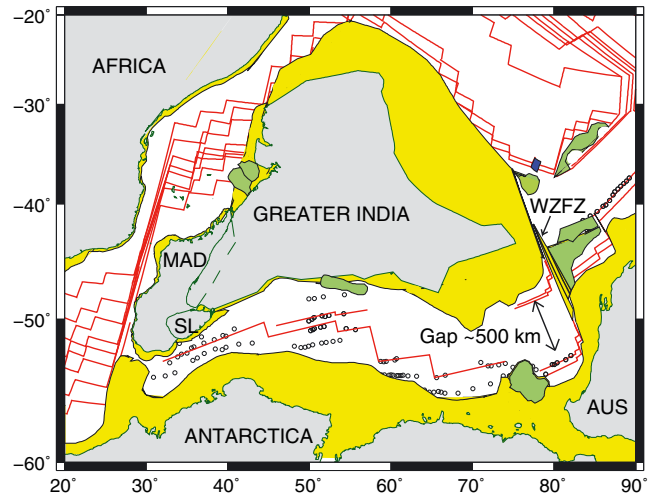 −20˚
AFRICA
−30˚
−40˚
GREATER INDIA
WZFZ
MAD
−50˚
SL
Gap ~500 km
AUS
ANTARCTICA
−60˚
20˚ 30˚ 40˚ 50˚ 60˚ 70˚ 80˚ 90˚